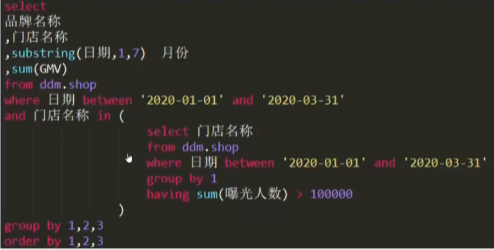 select
品牌名称
,门店名称
,substring(日期,1,7) 月份
,sum(GMV)
from ddm.shop
where 日期 between '2020-01-01' and '2020-03-31'
and 门店名称 in (
select 门店名称
from ddm.shop
where 日期 between '2020-01-01' and '2020-03-31'
group by 1
having sum(曝光人数) > 100000
)
group by 1,2,3
order by 1,2,3